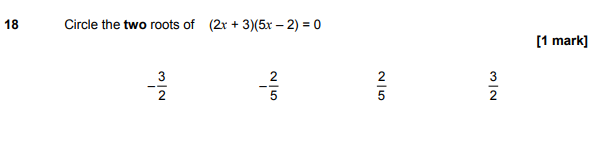 18 Circle the two roots of (2x + 3)(5x – 2) = 0
[1 mark]
−3/2 −2/5 2/5 3/2